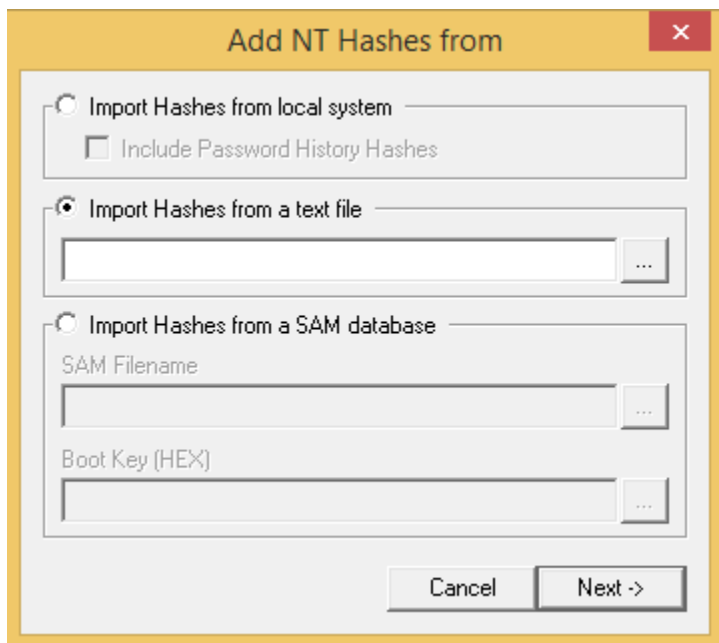 Add NT Hashes from
Import Hashes from local system
Include Password History Hashes
Import Hashes from a text file
...
Import Hashes from a SAM database
SAM Filename
...
Boot Key (HEX)
...
Cancel
Next ->